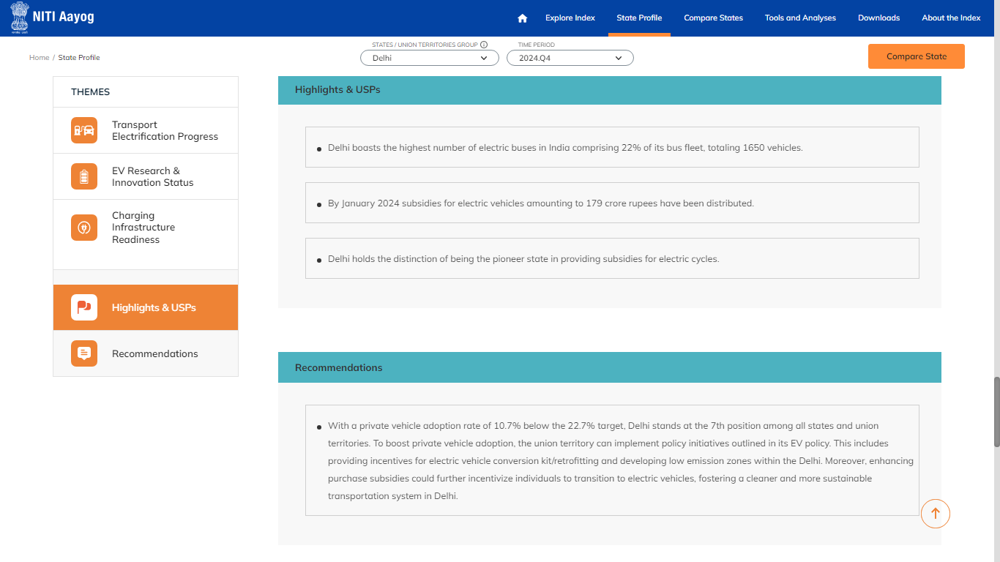 NITI Aayog
Explore Index
State Profile
Compare States
Tools and Analyses
Downloads
About the Index
Home / State Profile
STATES / UNION TERRITORIES GROUP
Delhi
TIME PERIOD
2024.Q4
Compare State
THEMES
Transport
Electrification Progress
EV Research &
Innovation Status
Charging
Infrastructure
Readiness
Highlights & USPs
Recommendations
Highlights & USPs
Delhi boasts the highest number of electric buses in India comprising 22% of its bus fleet, totaling 1650 vehicles.
By January 2024 subsidies for electric vehicles amounting to 179 crore rupees have been distributed.
Delhi holds the distinction of being the pioneer state in providing subsidies for electric cycles.
Recommendations
With a private vehicle adoption rate of 10.7% below the 22.7% target, Delhi stands at the 7th position among all states and union
territories. To boost private vehicle adoption, the union territory can implement policy initiatives outlined in its EV policy. This includes
providing incentives for electric vehicle conversion kit/retrofitting and developing low emission zones within the Delhi. Moreover, enhancing
purchase subsidies could further incentivize individuals to transition to electric vehicles, fostering a cleaner and more sustainable
transportation system in Delhi.